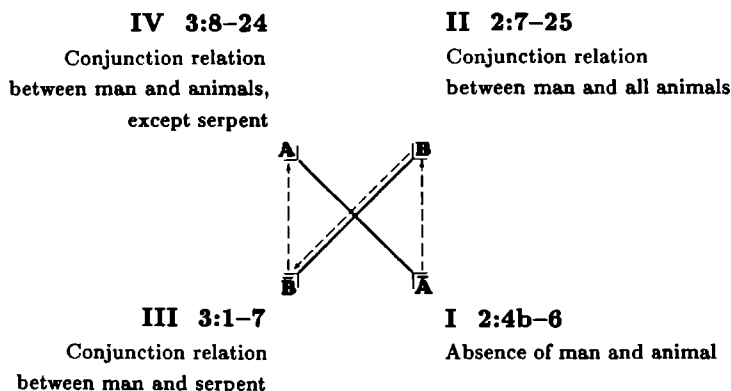 IV 3:8–24
Conjunction relation
between man and animals,
except serpent
II 2:7–25
Conjunction relation
between man and all animals
A B
B̅ A̅
III 3:1–7
Conjunction relation
between man and serpent
I 2:4b–6
Absence of man and animal